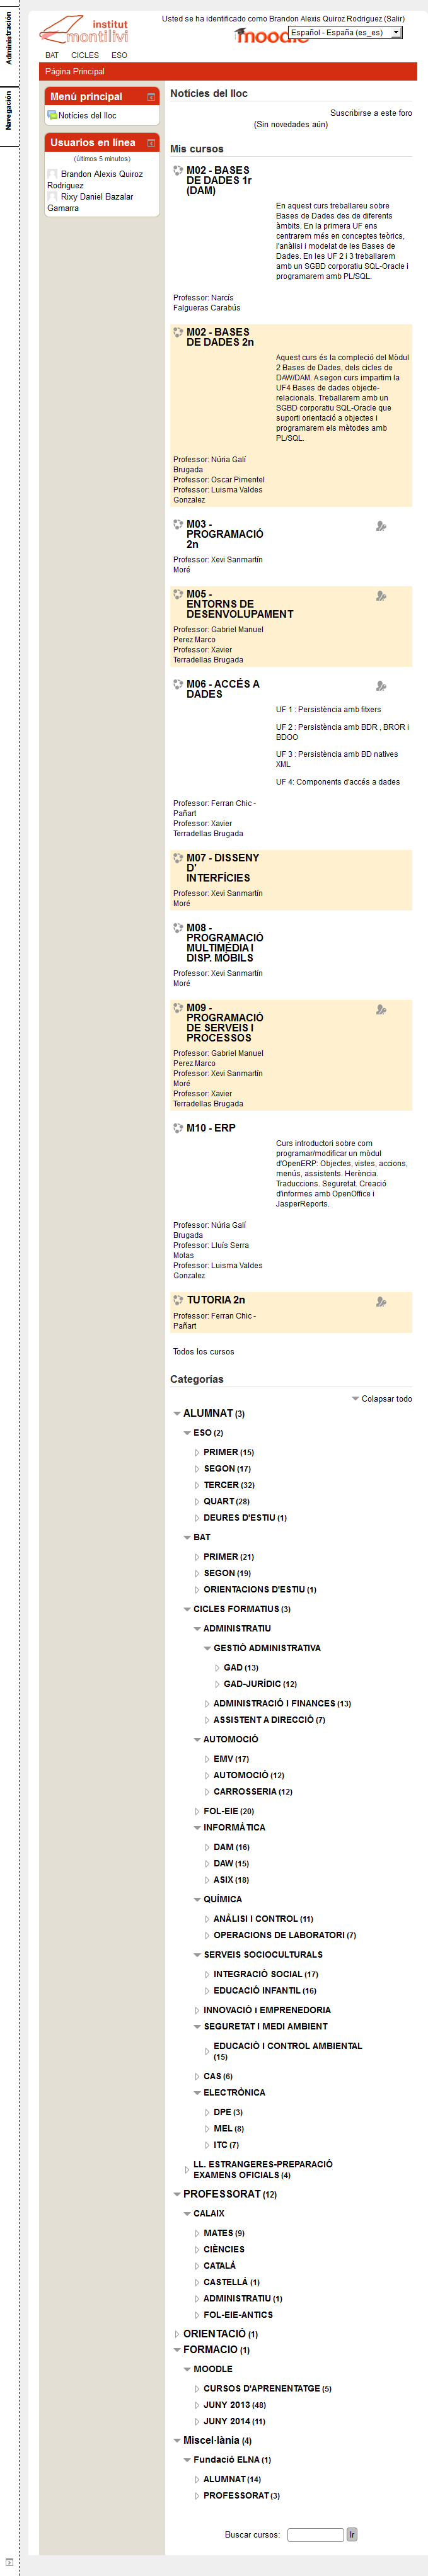 Administración
Navegación
institut
montilivi
Usted se ha identificado como Brandon Alexis Quiroz Rodriguez (Salir)
moodle
Español - España (es_es)
BAT CICLES ESO
Página Principal
Menú principal
Notícies del lloc
Usuarios en línea
(últimos 5 minutos)
Brandon Alexis Quiroz
Rodriguez
Rixy Daniel Bazalar
Gamarra
Notícies del lloc
Suscribirse a este foro
(Sin novedades aún)
Mis cursos
M02 - BASES
DE DADES 1r
(DAM)
En aquest curs treballareu sobre
Bases de Dades des de diferents
àmbits. En la primera UF ens
centrarem més en conceptes teòrics,
l'anàlisi i modelat de les Bases de
Dades. En les UF 2 i 3 treballarem
amb un SGBD corporatiu SQL-Oracle i
programarem amb PL/SQL.
Professor: Narcís
Falgueras Carabús
M02 - BASES
DE DADES 2n
Aquest curs és la compleció del Mòdul
2 Bases de Dades, dels cicles de
DAW/DAM. A segon curs impartim la
UF4 Bases de dades objecte-
relacionals. Treballarem amb un
SGBD corporatiu SQL-Oracle que
suporti orientació a objectes i
programarem els mètodes amb
PL/SQL.
Professor: Núria Galí
Brugada
Professor: Oscar Pimentel
Professor: Luisma Valdes
Gonzalez
M03 -
PROGRAMACIÓ
2n
Professor: Xevi Sanmartín
Moré
M05 -
ENTORNS DE
DESENVOLUPAMENT
Professor: Gabriel Manuel
Perez Marco
Professor: Xavier
Terradellas Brugada
M06 - ACCÉS A
DADES
UF 1 : Persistència amb fitxers
UF 2 : Persistència amb BDR , BROR i
BDOO
UF 3 : Persistència amb BD natives
XML
UF 4: Components d'accés a dades
Professor: Ferran Chic -
Pañart
Professor: Xavier
Terradellas Brugada
M07 - DISSENY
D'
INTERFÍCIES
Professor: Xevi Sanmartín
Moré
M08 -
PROGRAMACIÓ
MULTIMÈDIA I
DISP. MÒBILS
Professor: Xevi Sanmartín
Moré
M09 -
PROGRAMACIÓ
DE SERVEIS I
PROCESSOS
Professor: Gabriel Manuel
Perez Marco
Professor: Xevi Sanmartín
Moré
Professor: Xavier
Terradellas Brugada
M10 - ERP
Curs introductori sobre com
programar/modificar un mòdul
d'OpenERP: Objectes, vistes, accions,
menús, assistents. Herència.
Traduccions. Seguretat. Creació
d'informes amb OpenOffice i
JasperReports.
Professor: Núria Galí
Brugada
Professor: Lluís Serra
Motas
Professor: Luisma Valdes
Gonzalez
TUTORIA 2n
Professor: Ferran Chic -
Pañart
Todos los cursos
Categorías
Colapsar todo
ALUMNAT (3)
ESO (2)
PRIMER (15)
SEGON (17)
TERCER (32)
QUART (28)
DEURES D'ESTIU (1)
BAT
PRIMER (21)
SEGON (19)
ORIENTACIONS D'ESTIU (1)
CICLES FORMATIUS (3)
ADMINISTRATIU
GESTIÓ ADMINISTRATIVA
GAD (13)
GAD-JURÍDIC (12)
ADMINISTRACIÓ I FINANCES (13)
ASSISTENT A DIRECCIÓ (7)
AUTOMOCIÓ
EMV (17)
AUTOMOCIÓ (12)
CARROSSERIA (12)
FOL-EIE (20)
INFORMÀTICA
DAM (16)
DAW (15)
ASIX (18)
QUÍMICA
ANÀLISI I CONTROL (11)
OPERACIONS DE LABORATORI (7)
SERVEIS SOCIOCULTURALS
INTEGRACIÓ SOCIAL (17)
EDUCACIÓ INFANTIL (16)
INNOVACIÓ i EMPRENEDORIA
SEGURETAT I MEDI AMBIENT
EDUCACIÓ I CONTROL AMBIENTAL
(15)
CAS (6)
ELECTRÒNICA
DPE (3)
MEL (8)
ITC (7)
LL. ESTRANGERES-PREPARACIÓ
EXAMENS OFICIALS (4)
PROFESSORAT (12)
CALAIX
MATES (9)
CIÈNCIES
CATALÀ
CASTELLÀ (1)
ADMINISTRATIU (1)
FOL-EIE-ANTICS
ORIENTACIÓ (1)
FORMACIO (1)
MOODLE
CURSOS D'APRENENTATGE (5)
JUNY 2013 (48)
JUNY 2014 (11)
Miscel·lània (4)
Fundació ELNA (1)
ALUMNAT (14)
PROFESSORAT (3)
Buscar cursos:
Ir